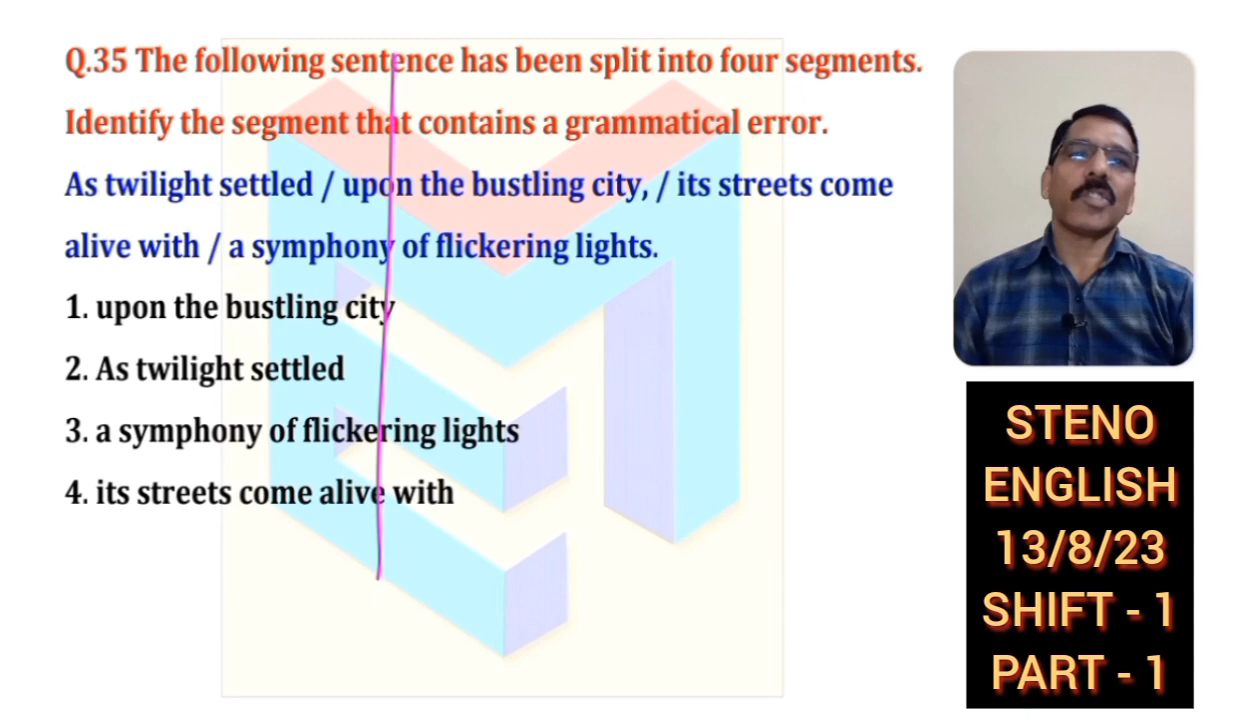 Q.35 The following sentence has been split into four segments.
Identify the segment that contains a grammatical error.
As twilight settled / upon the bustling city, / its streets come
alive with / a symphony of flickering lights.
1. upon the bustling city
2. As twilight settled
3. a symphony of flickering lights
4. its streets come alive with
STENO
ENGLISH
13/8/23
SHIFT - 1
PART - 1